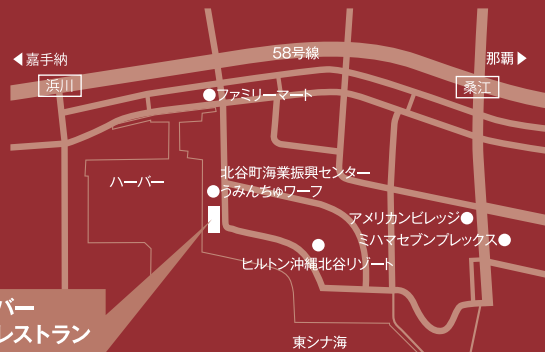 ◀嘉手納
58号線
那覇▶
浜川
桑江
ファミリーマート
北谷町海業振興センター
うみんちゅワーフ
ハーバー
アメリカンビレッジ
ミハマセブンプレックス
ヒルトン沖縄北谷リゾート
バー
レストラン
東シナ海